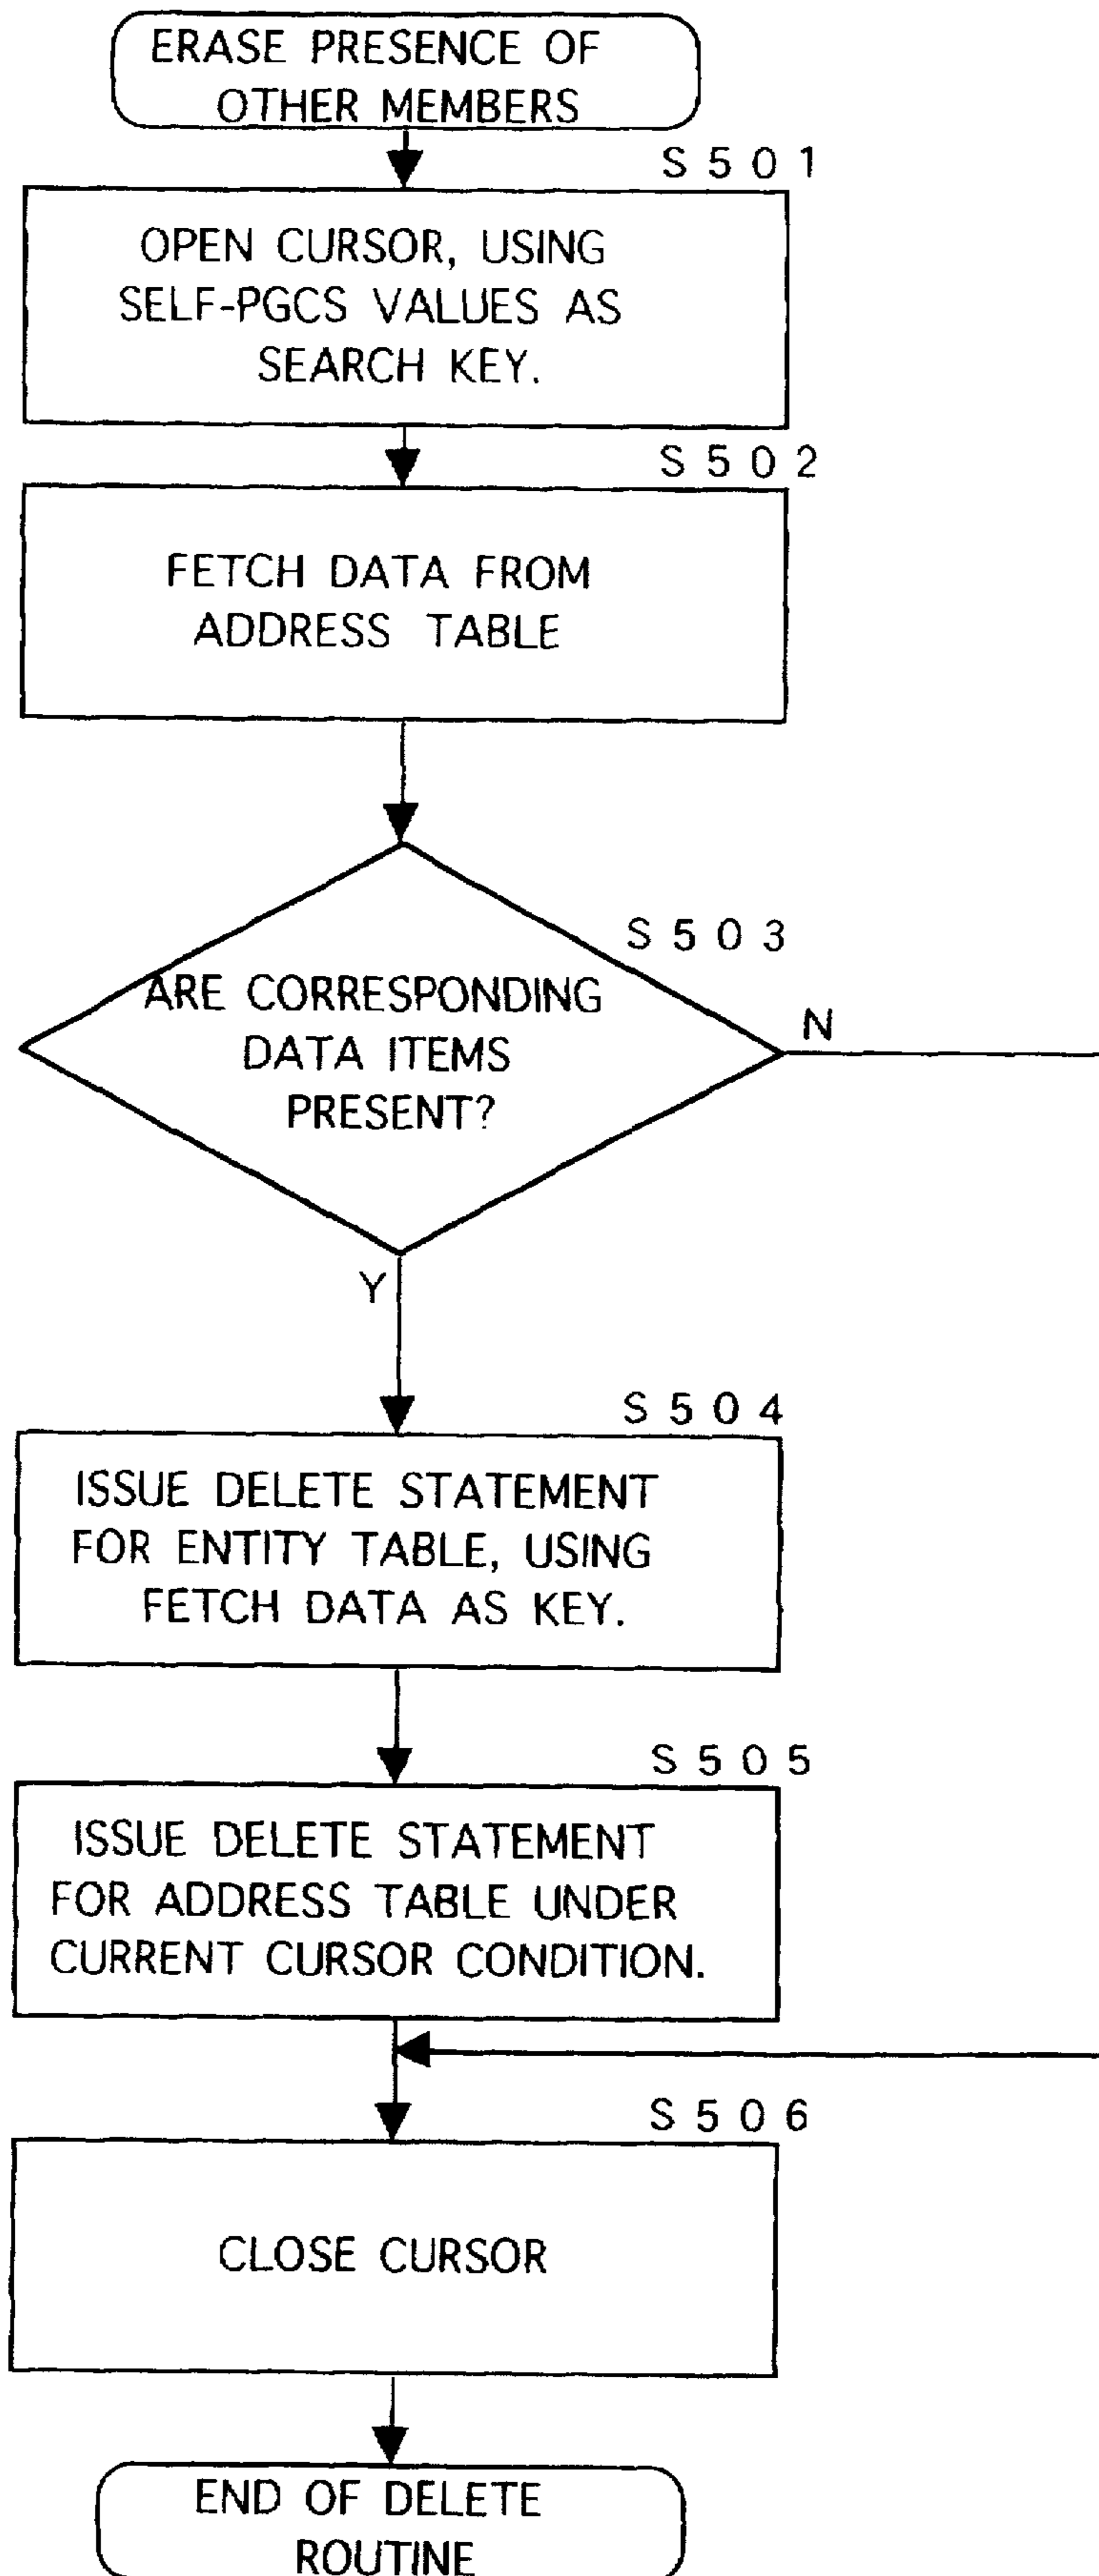 ERASE PRESENCE OF
OTHER MEMBERS
S501
OPEN CURSOR, USING
SELF-PGCS VALUES AS
SEARCH KEY.
S502
FETCH DATA FROM
ADDRESS TABLE
S503
ARE CORRESPONDING
DATA ITEMS
PRESENT?
N
Y
S504
ISSUE DELETE STATEMENT
FOR ENTITY TABLE, USING
FETCH DATA AS KEY.
S505
ISSUE DELETE STATEMENT
FOR ADDRESS TABLE UNDER
CURRENT CURSOR CONDITION.
S506
CLOSE CURSOR
END OF DELETE
ROUTINE